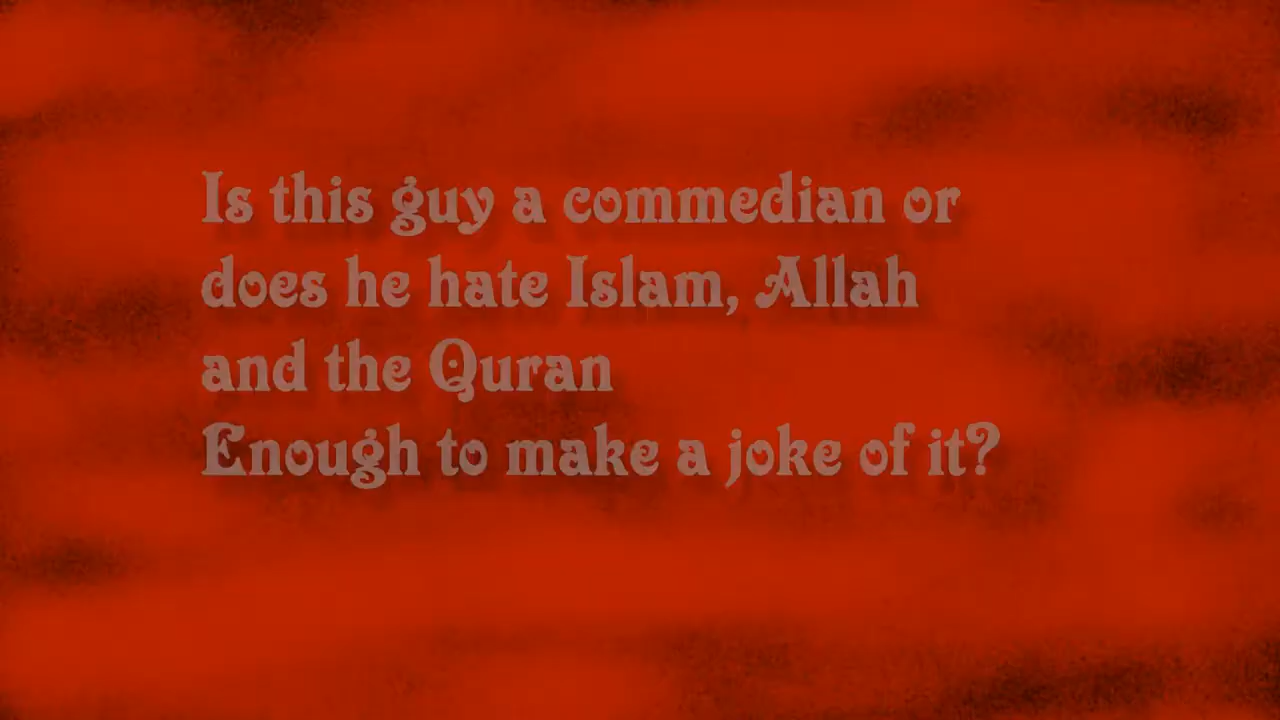 Is this guy a commedian or
does he hate Islam, Allah
and the Quran
Enough to make a joke of it?